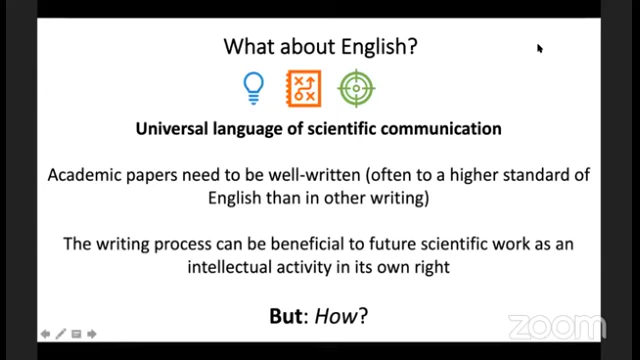 What about English?
Universal language of scientific communication
Academic papers need to be well-written (often to a higher standard of
English than in other writing)
The writing process can be beneficial to future scientific work as an
intellectual activity in its own right
But: How?
zoom